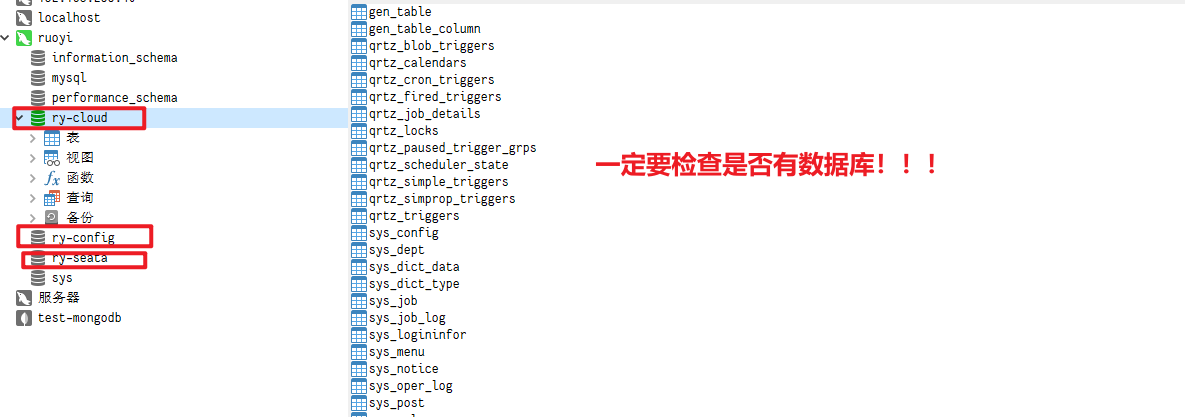 localhost
ruoyi
information_schema
mysql
performance_schema
ry-cloud
表
视图
fx 函数
查询
备份
ry-config
ry-seata
sys
服务器
test-mongodb
gen_table
gen_table_column
qrtz_blob_triggers
qrtz_calendars
qrtz_cron_triggers
qrtz_fired_triggers
qrtz_job_details
qrtz_locks
qrtz_paused_trigger_grps
qrtz_scheduler_state
qrtz_simple_triggers
qrtz_simprop_triggers
qrtz_triggers
sys_config
sys_dept
sys_dict_data
sys_dict_type
sys_job
sys_job_log
sys_logininfor
sys_menu
sys_notice
sys_oper_log
sys_post
一定要检查是否有数据库！！！